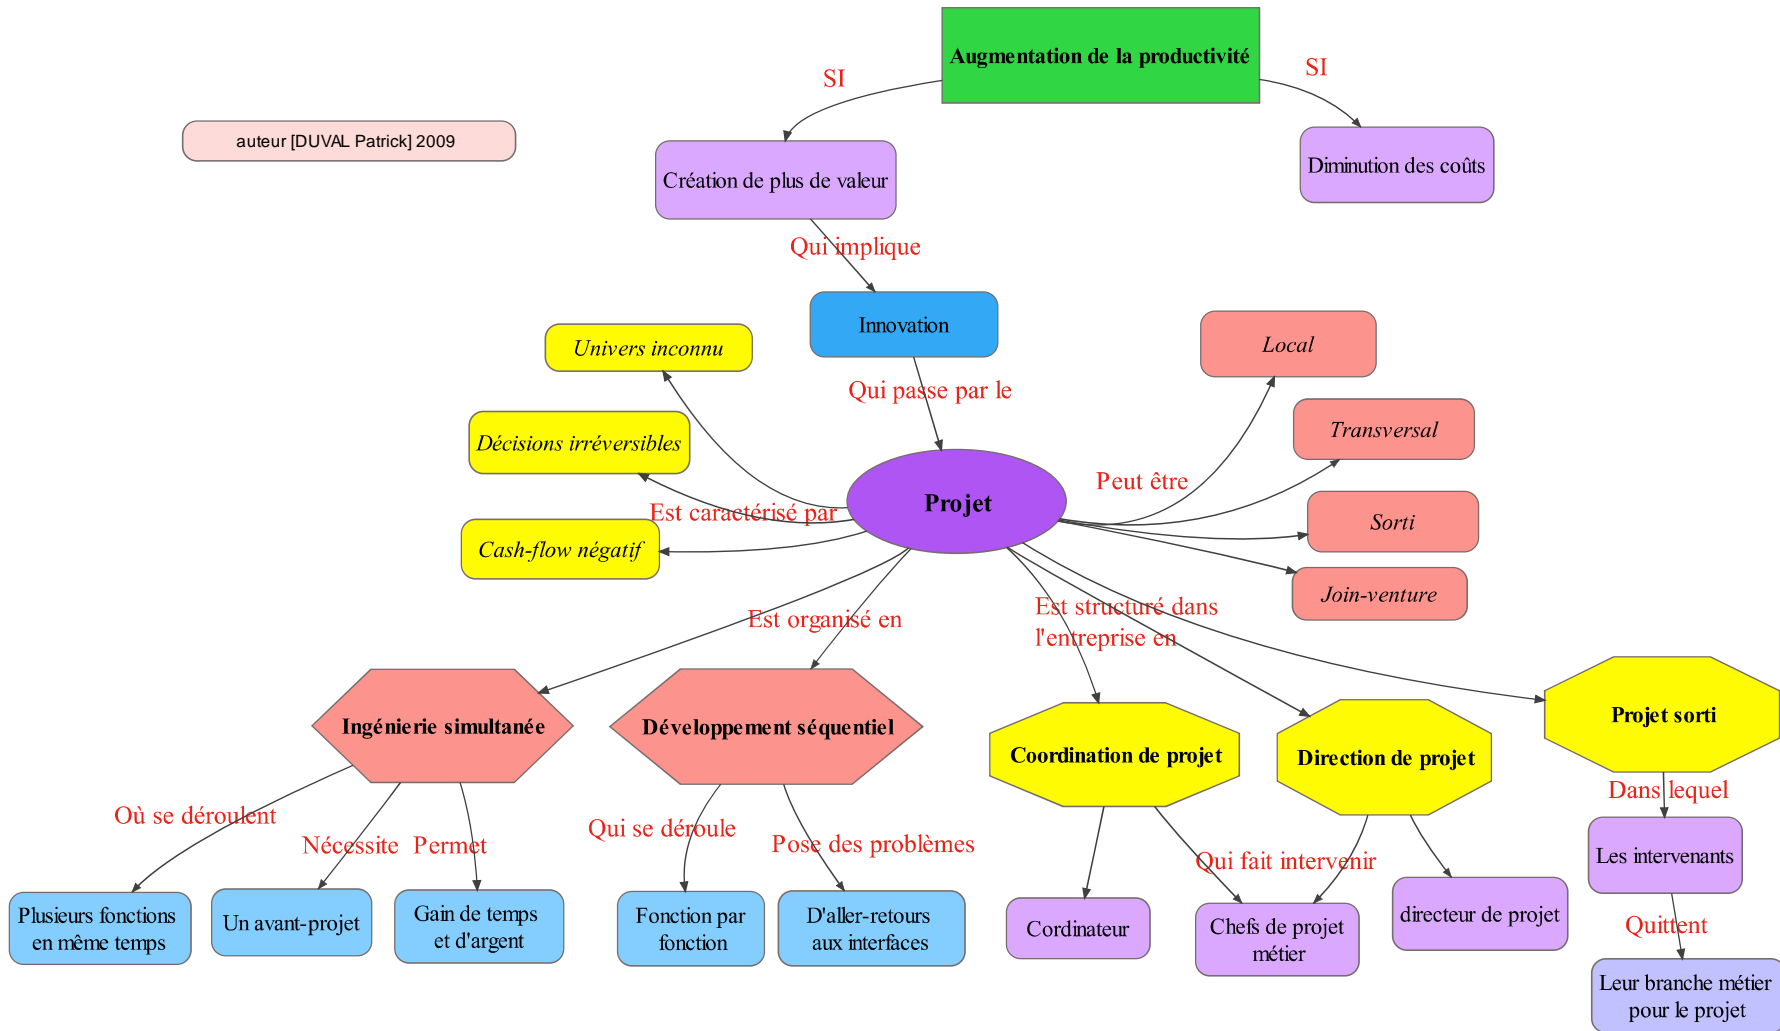 Augmentation de la productivité
SI
SI
auteur [DUVAL Patrick] 2009
Création de plus de valeur
Diminution des coûts
Qui implique
Innovation
Univers inconnu
Local
Qui passe par le
Décisions irréversibles
Transversal
Peut être
Projet
Est caractérisé par
Sorti
Cash-flow négatif
Join-venture
Est organisé en
Est structuré dans
l'entreprise en
Ingénierie simultanée
Développement séquentiel
Coordination de projet
Direction de projet
Projet sorti
Où se déroulent
Nécessite
Permet
Qui se déroule
Pose des problèmes
Qui fait intervenir
Dans lequel
Les intervenants
Plusieurs fonctions
en même temps
Un avant-projet
Gain de temps
et d'argent
Fonction par
fonction
D'aller-retours
aux interfaces
Cordinateur
Chefs de projet
métier
directeur de projet
Quittent
Leur branche métier
pour le projet